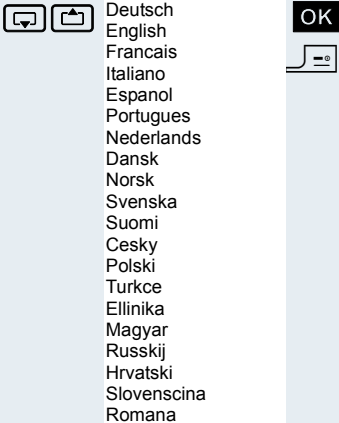 Deutsch
OK
English
Francais
Italiano
Espanol
Portugues
Nederlands
Dansk
Norsk
Svenska
Suomi
Cesky
Polski
Turkce
Ellinika
Magyar
Russkij
Hrvatski
Slovenscina
Romana